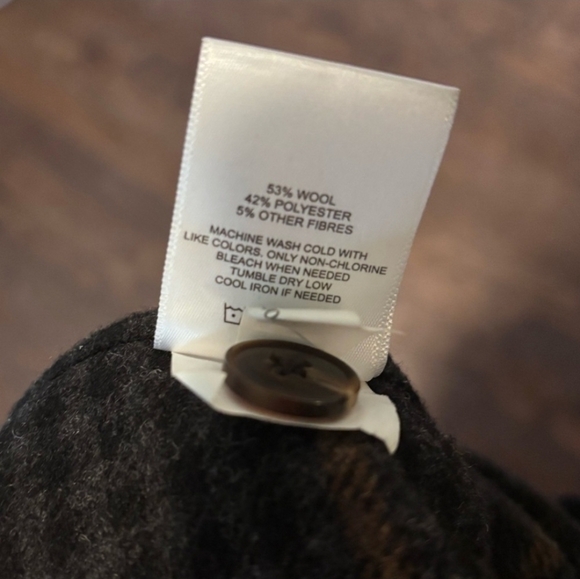 53% WOOL
42% POLYESTER
5% OTHER FIBRES
MACHINE WASH COLD WITH
LIKE COLORS. ONLY NON-CHLORINE
BLEACH WHEN NEEDED
TUMBLE DRY LOW
COOL IRON IF NEEDED